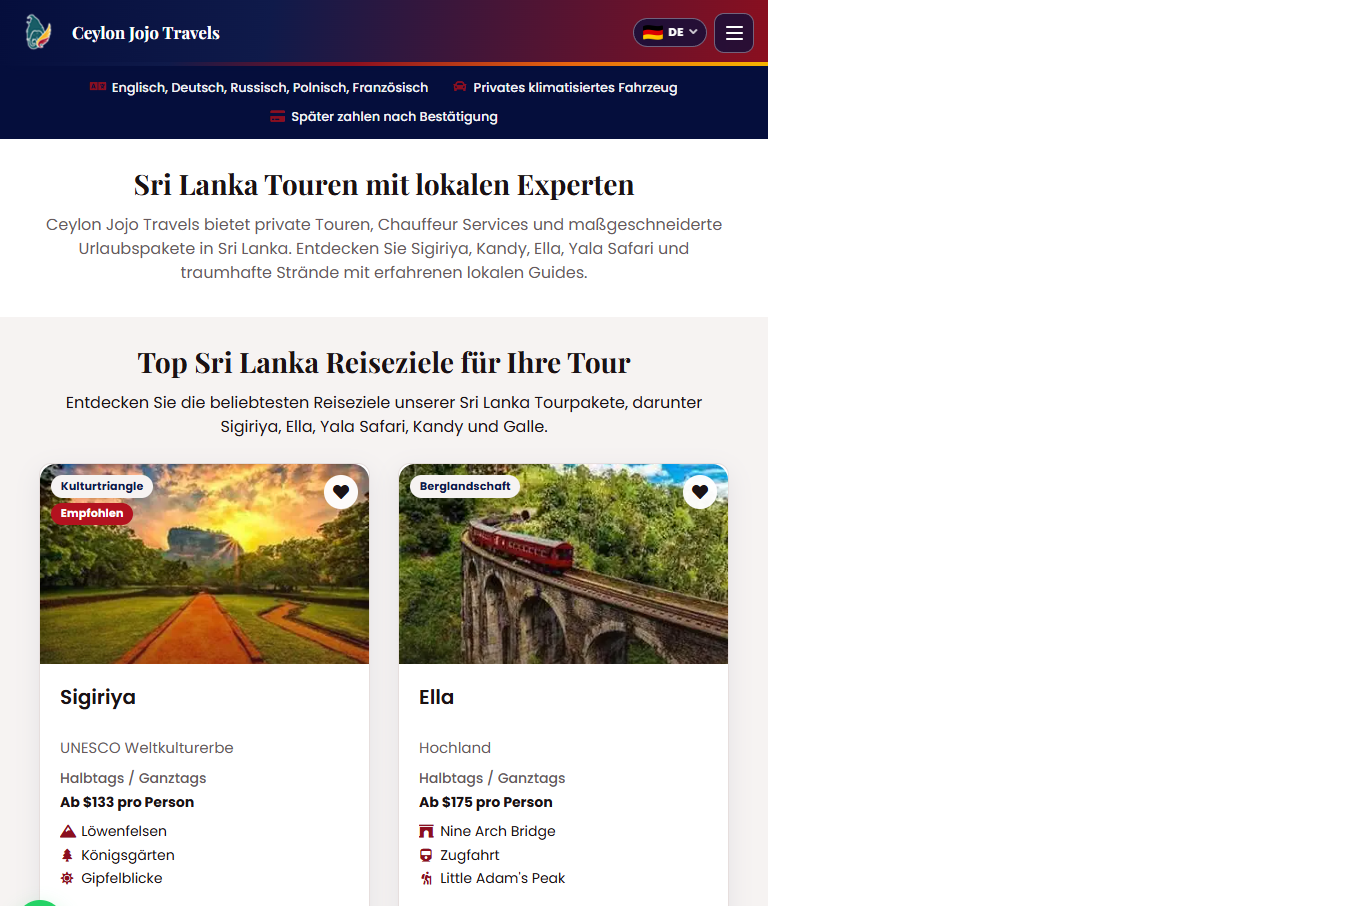 Ceylon Jojo Travels
DE
Englisch, Deutsch, Russisch, Polnisch, Französisch
Privates klimatisiertes Fahrzeug
Später zahlen nach Bestätigung
Sri Lanka Touren mit lokalen Experten
Ceylon Jojo Travels bietet private Touren, Chauffeur Services und maßgeschneiderte
Urlaubspakete in Sri Lanka. Entdecken Sie Sigiriya, Kandy, Ella, Yala Safari und
traumhafte Strände mit erfahrenen lokalen Guides.
Top Sri Lanka Reiseziele für Ihre Tour
Entdecken Sie die beliebtesten Reiseziele unserer Sri Lanka Tourpakete, darunter
Sigiriya, Ella, Yala Safari, Kandy und Galle.
Kulturtriangle
Empfohlen
Sigiriya
UNESCO Weltkulturerbe
Halbtags / Ganztags
Ab $133 pro Person
Löwenfelsen
Königsgärten
Gipfelblicke
Berglandschaft
Ella
Hochland
Halbtags / Ganztags
Ab $175 pro Person
Nine Arch Bridge
Zugfahrt
Little Adam's Peak